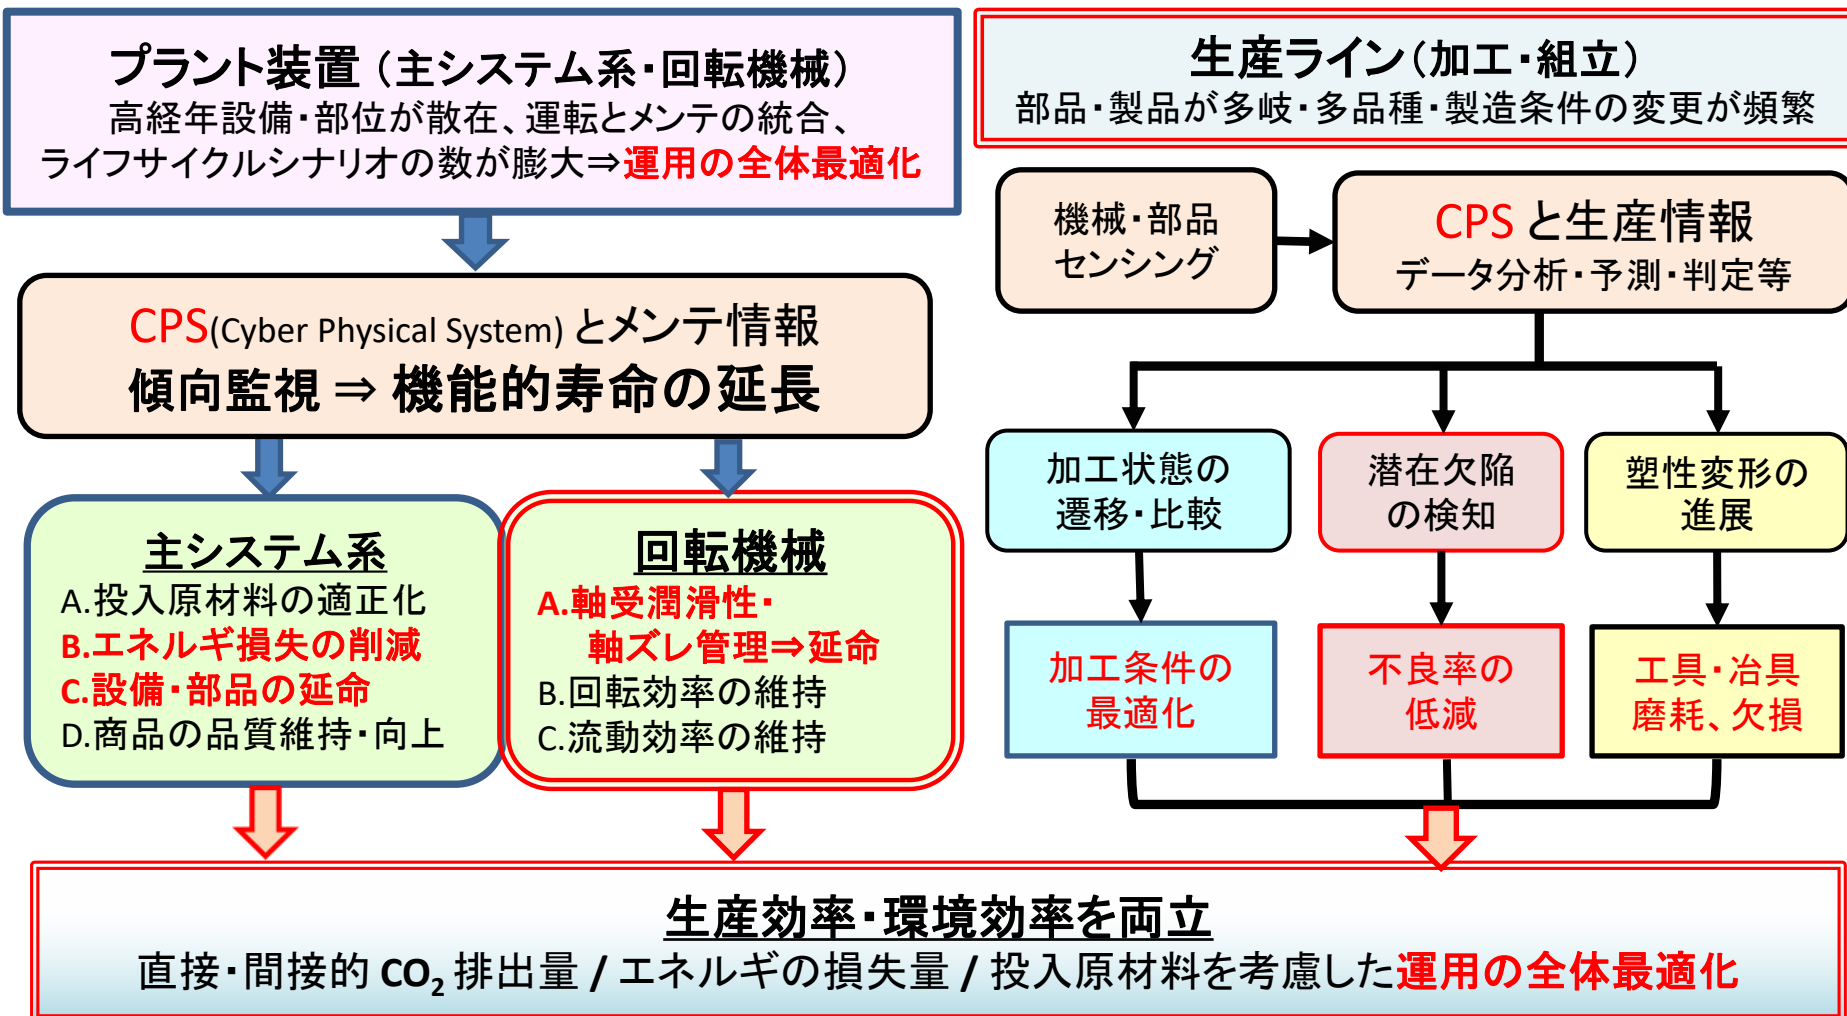 プラント装置（主システム系・回転機械）
高経年設備・部位が散在、運転とメンテの統合、
ライフサイクルシナリオの数が膨大⇒運用の全体最適化
CPS(Cyber Physical System) とメンテ情報
傾向監視 ⇒ 機能的寿命の延長
主システム系
A.投入原材料の適正化
B.エネルギ損失の削減
C.設備・部品の延命
D.商品の品質維持・向上
回転機械
A.軸受潤滑性・
軸ズレ管理⇒延命
B.回転効率の維持
C.流動効率の維持
生産ライン（加工・組立）
部品・製品が多岐・多品種・製造条件の変更が頻繁
機械・部品
センシング
CPS と生産情報
データ分析・予測・判定等
加工状態の
遷移・比較
潜在欠陥
の検知
塑性変形の
進展
加工条件の
最適化
不良率の
低減
工具・冶具
磨耗、欠損
生産効率・環境効率を両立
直接・間接的 CO₂ 排出量 / エネルギの損失量 / 投入原材料を考慮した運用の全体最適化